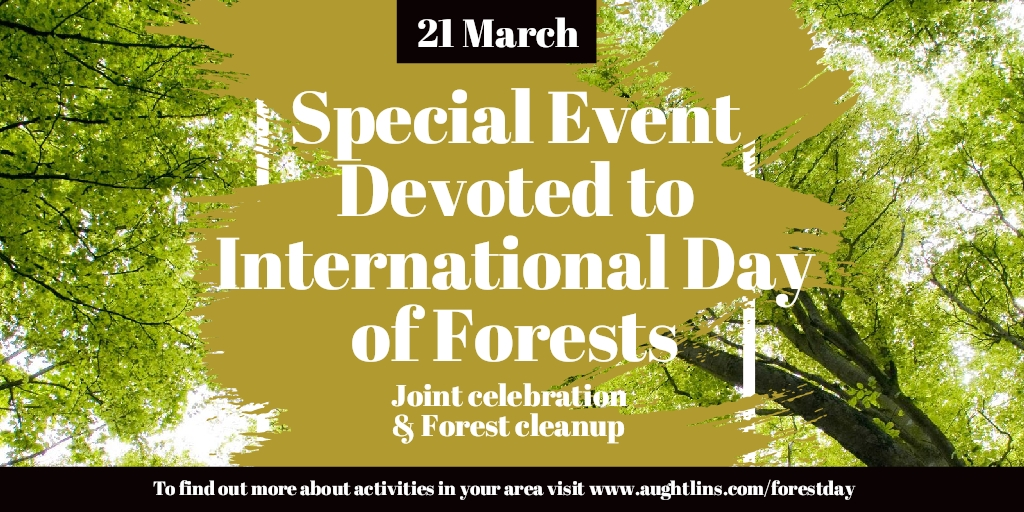 21 March
Special Event
Devoted to
International Day
of Forests
Joint celebration
& Forest cleanup
To find out more about activities in your area visit www.aughtlins.com/forestday